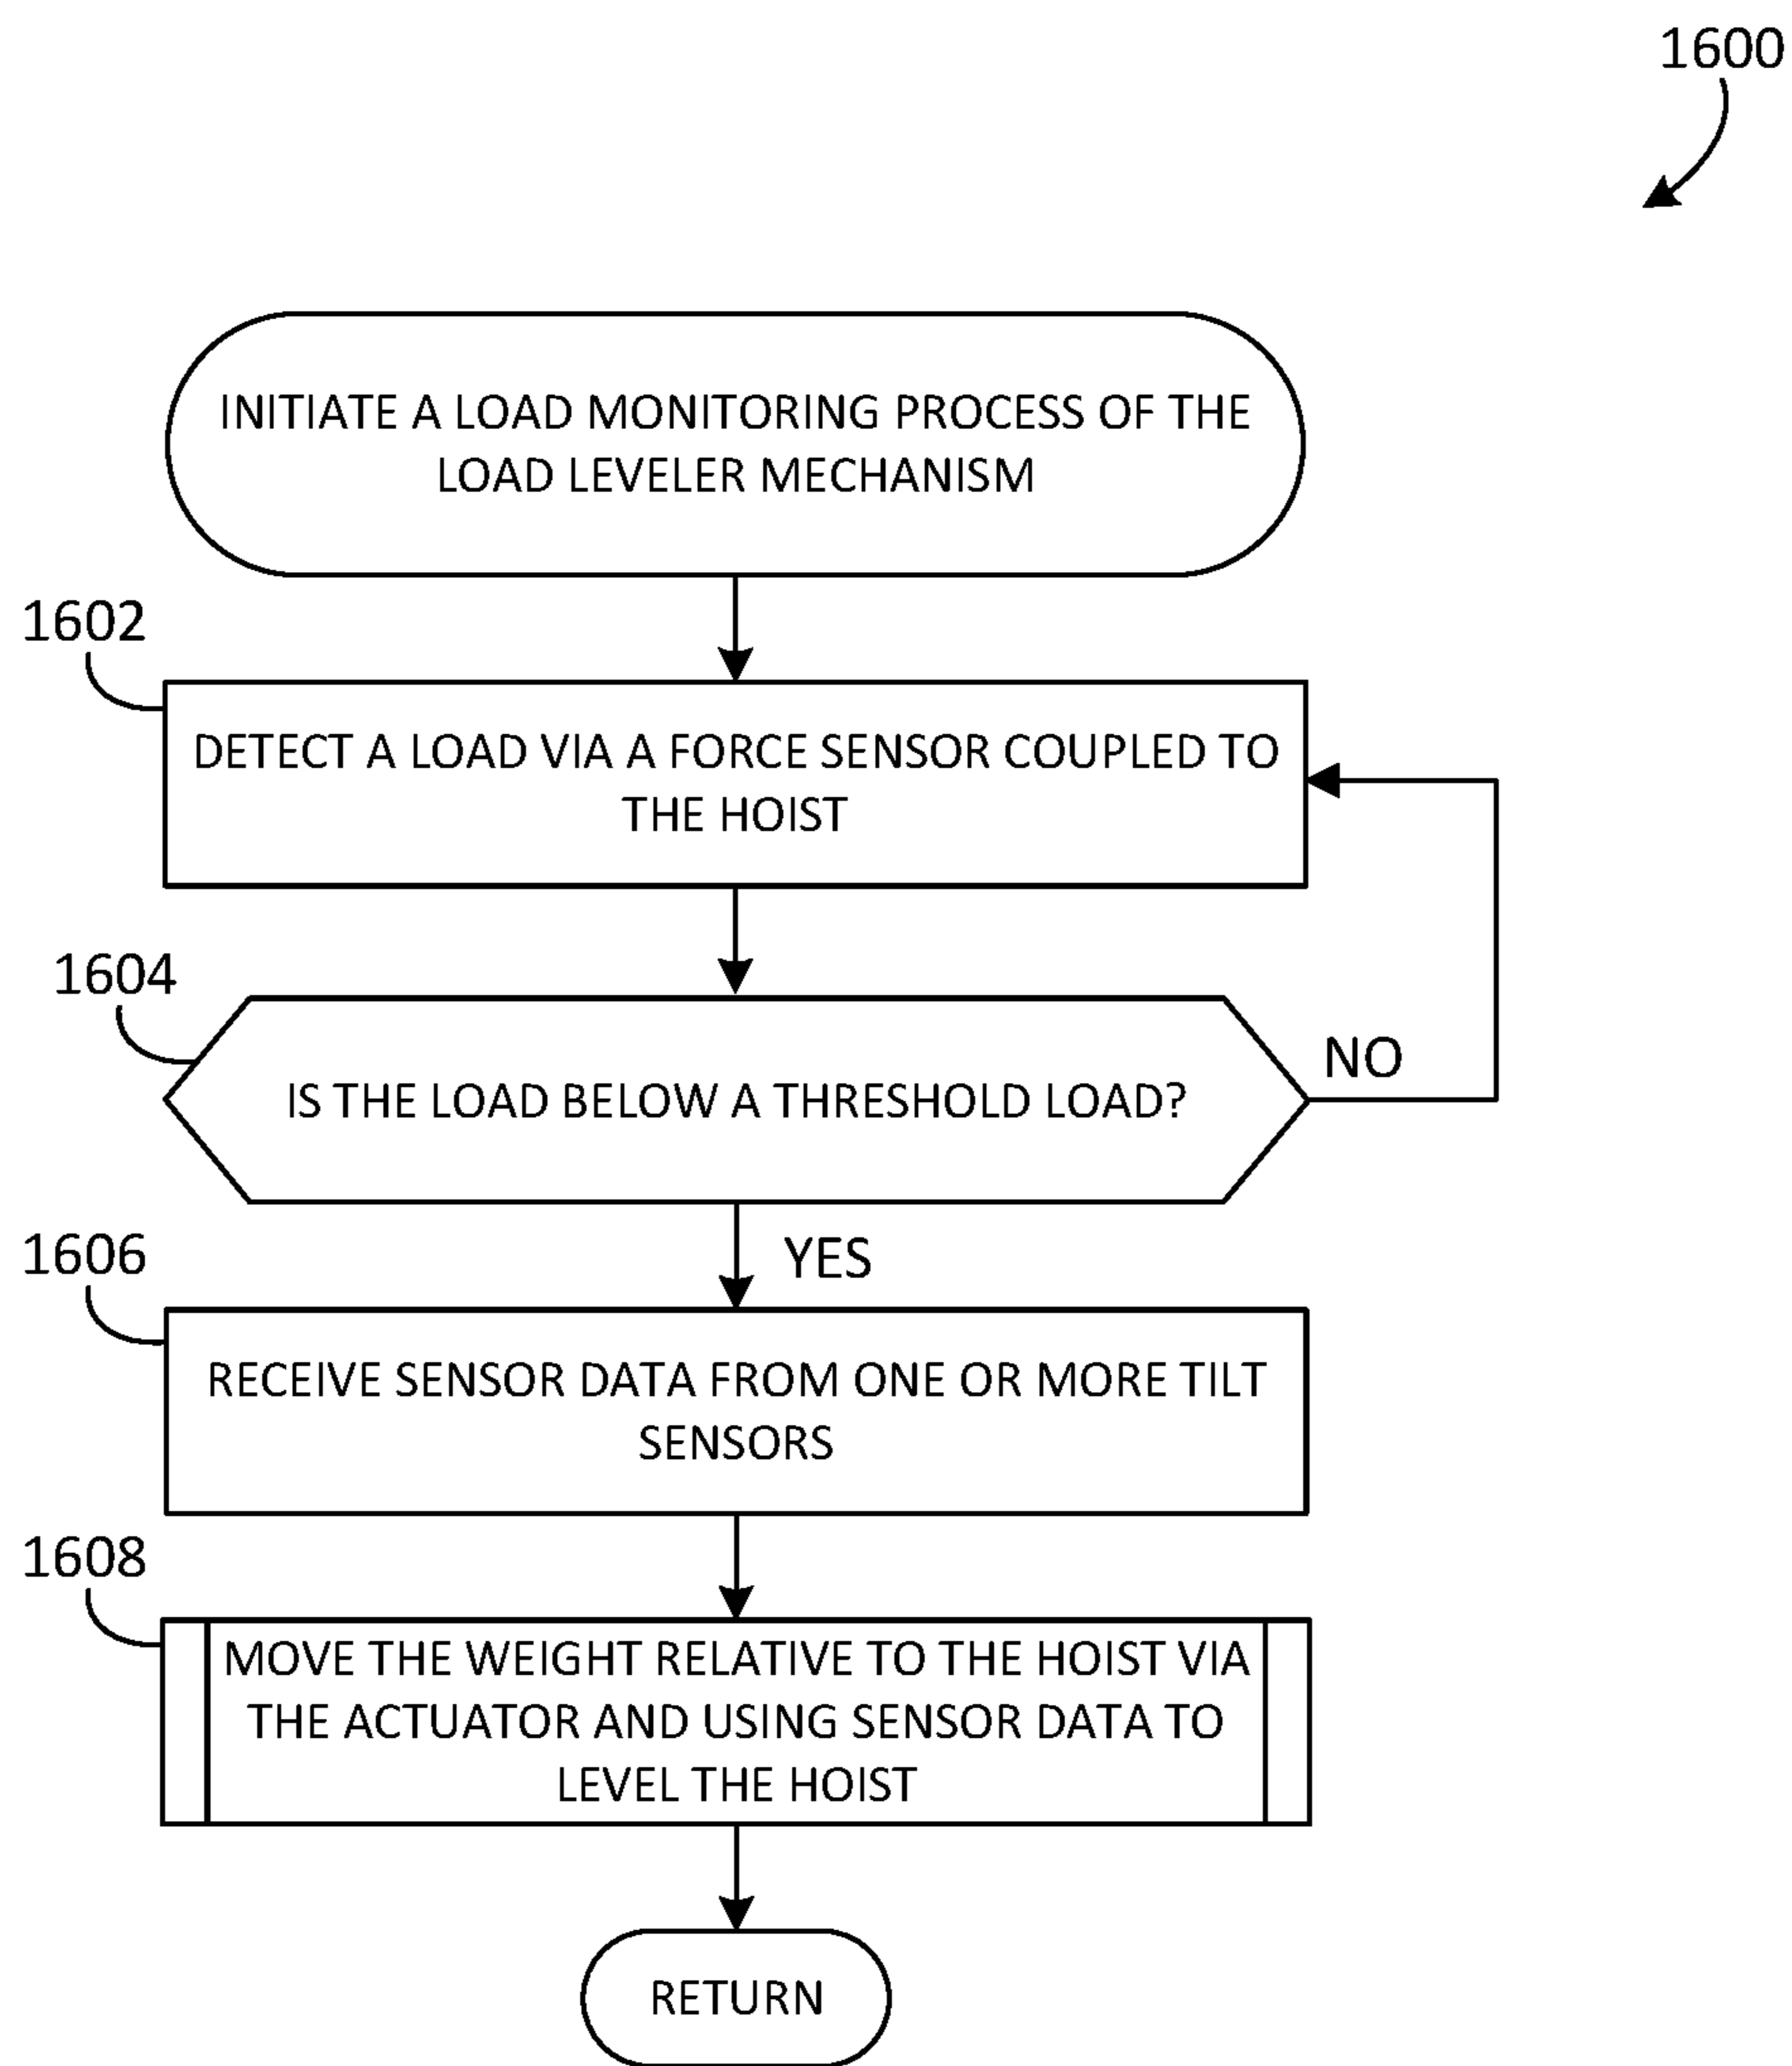 1600
INITIATE A LOAD MONITORING PROCESS OF THE
LOAD LEVELER MECHANISM
1602
DETECT A LOAD VIA A FORCE SENSOR COUPLED TO
THE HOIST
1604
IS THE LOAD BELOW A THRESHOLD LOAD?
NO
YES
1606
RECEIVE SENSOR DATA FROM ONE OR MORE TILT
SENSORS
1608
MOVE THE WEIGHT RELATIVE TO THE HOIST VIA
THE ACTUATOR AND USING SENSOR DATA TO
LEVEL THE HOIST
RETURN